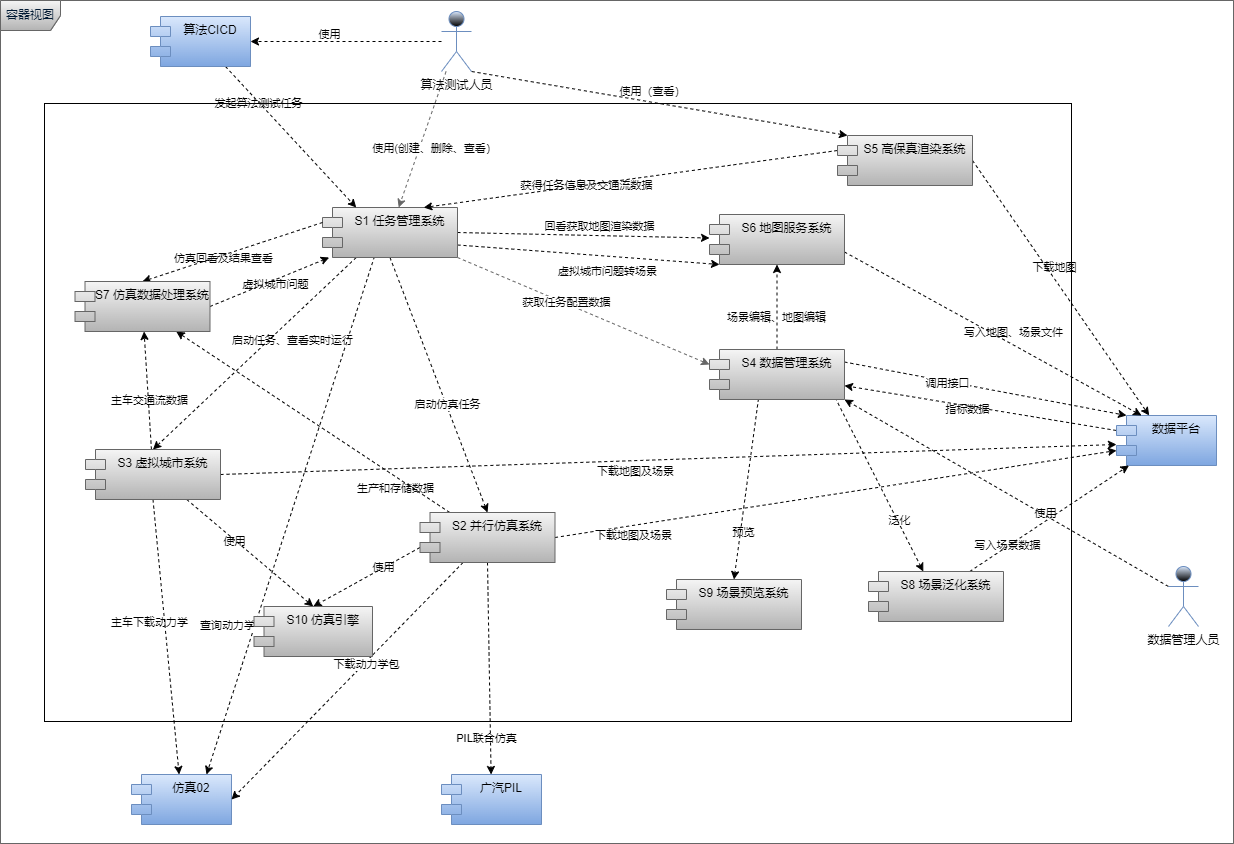 容器视图
算法CICD
使用
算法测试人员
发起算法测试任务
使用（查看）
使用(创建、删除、查看)
S5 高保真渲染系统
获得任务信息及交通流数据
S1 任务管理系统
回看获取地图渲染数据
S6 地图服务系统
仿真回看及结果查看
虚拟城市问题转场景
下载地图
虚拟城市问题
S7 仿真数据处理系统
获取任务配置数据
场景编辑、地图编辑
写入地图、场景文件
启动任务、查看实时运行
S4 数据管理系统
调用接口
主车交通流数据
启动仿真任务
指标数据
数据平台
S3 虚拟城市系统
下载地图及场景
生产和存储数据
使用
S2 并行仿真系统
下载地图及场景
预览
泛化
使用
使用
写入场景数据
S8 场景泛化系统
S9 场景预览系统
主车下载动力学
查询动力学
S10 仿真引擎
数据管理人员
下载动力学包
PIL联合仿真
仿真02
广汽PIL